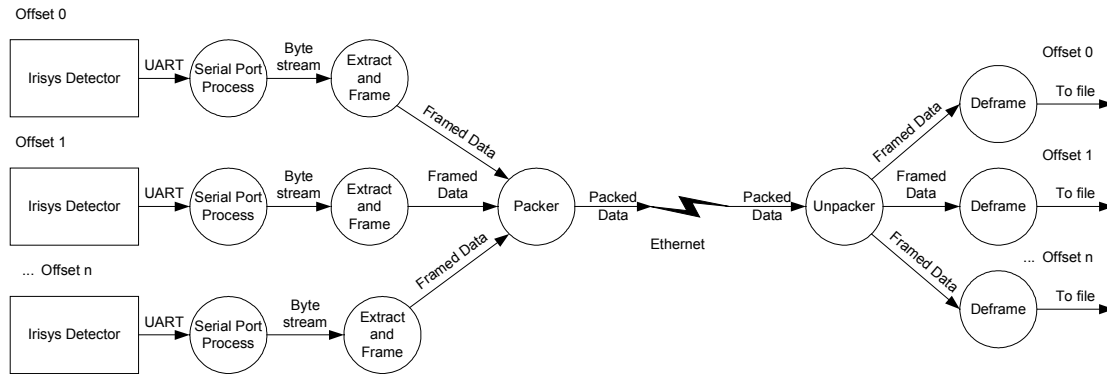 Offset 0
Irisys Detector
UART
Serial Port
Process
Byte
stream
Extract
and
Frame
Framed Data
Offset 1
Irisys Detector
UART
Serial Port
Process
Byte
stream
Extract
and
Frame
Framed
Data
... Offset n
Irisys Detector
UART
Serial Port
Process
Byte
stream
Extract
and
Frame
Framed Data
Packer
Packed
Data
Ethernet
Packed
Data
Unpacker
Offset 0
Framed Data
Deframe
To file
Offset 1
Framed
Data
Deframe
To file
... Offset n
Framed Data
Deframe
To file